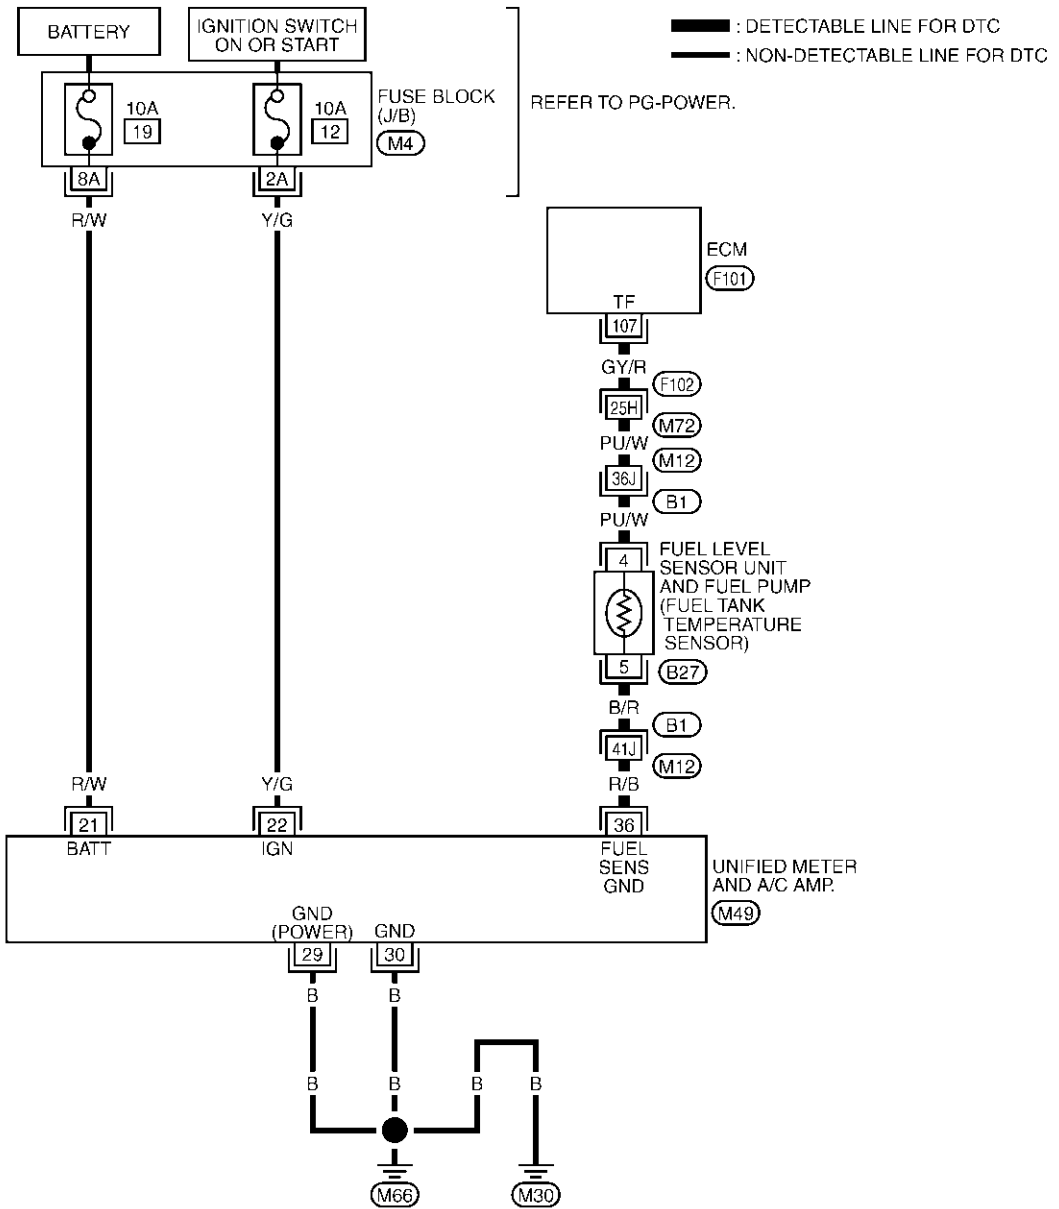 BATTERY
IGNITION SWITCH
ON OR START
: DETECTABLE LINE FOR DTC
: NON-DETECTABLE LINE FOR DTC
10A
19
10A
12
FUSE BLOCK
(J/B)
M4
REFER TO PG-POWER.
8A
2A
R/W
Y/G
ECM
F101
TF
107
GY/R
F102
25H
M72
PU/W
M12
36J
B1
PU/W
4
FUEL LEVEL
SENSOR UNIT
AND FUEL PUMP
(FUEL TANK
TEMPERATURE
SENSOR)
5
B27
B/R
B1
41J
M12
R/W
Y/G
R/B
21
22
36
BATT
IGN
FUEL
SENS
GND
UNIFIED METER
AND A/C AMP.
M49
GND
(POWER)
GND
29
30
B
B
B
B
B
B
M66
M30